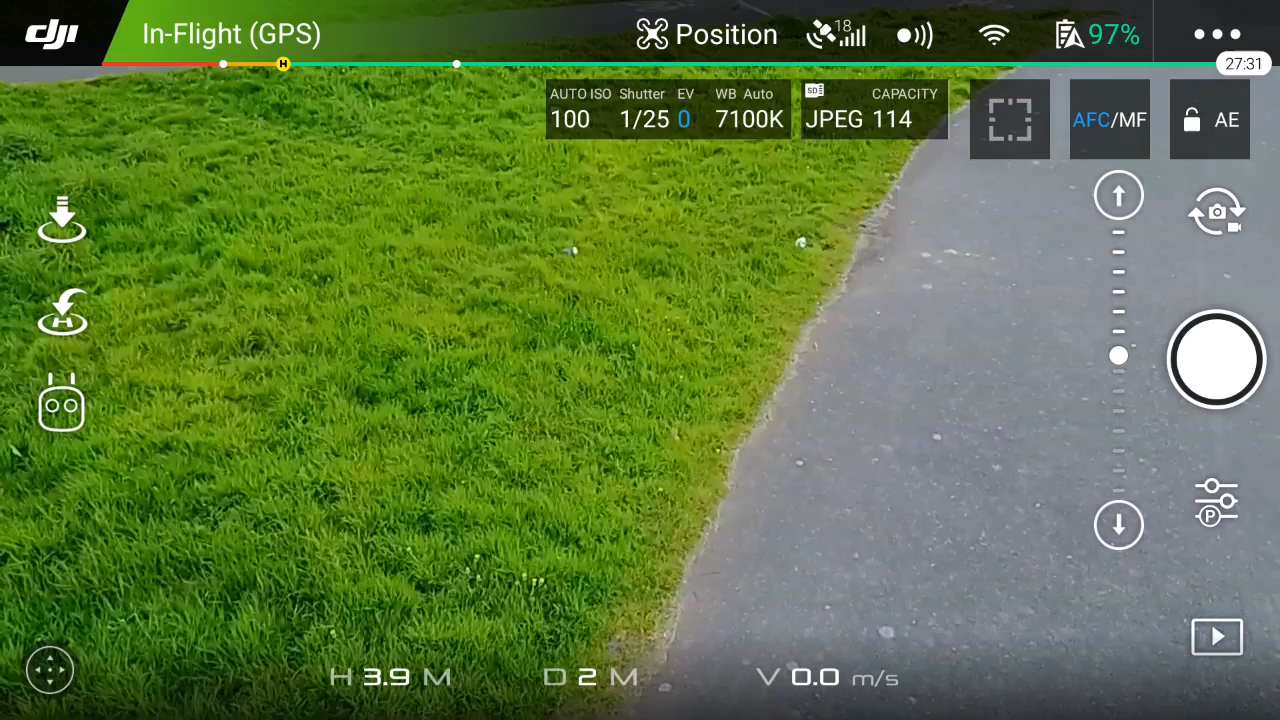 dji In-Flight (GPS) Position 18 97%
H 27:31
AUTO ISO Shutter EV WB Auto CAPACITY
100 1/25 0 7100K JPEG 114 AFC/MF AE
H
P
H 3.9 M D 2 M V 0.0 m/s